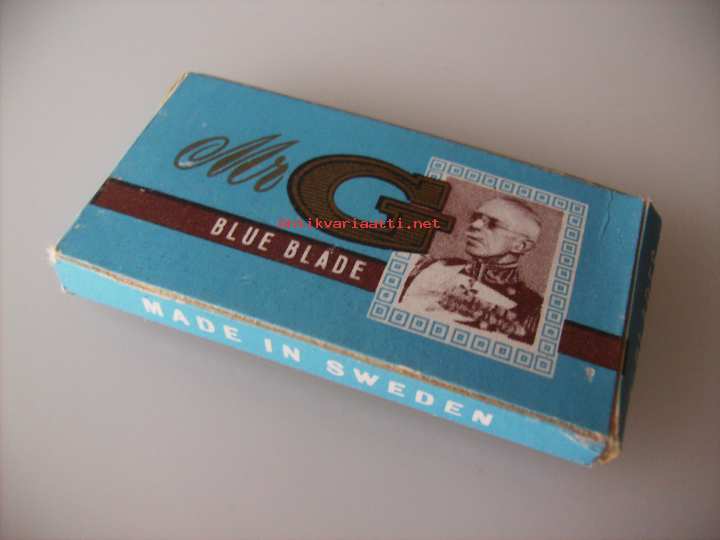 Mr G
BLUE BLADE
MADE IN SWEDEN
antikvariaatti.net